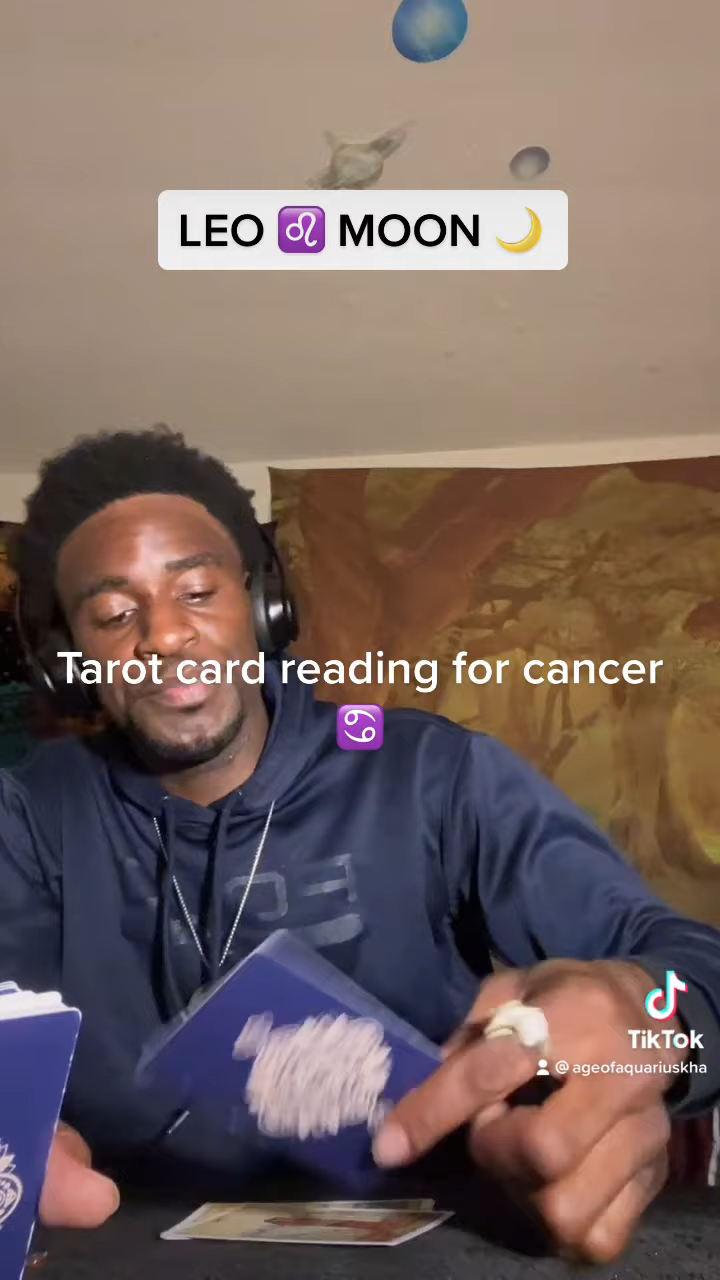 LEO ♌ MOON 🌙
Tarot card reading for cancer
♋
TikTok
@ageofaquariuskha